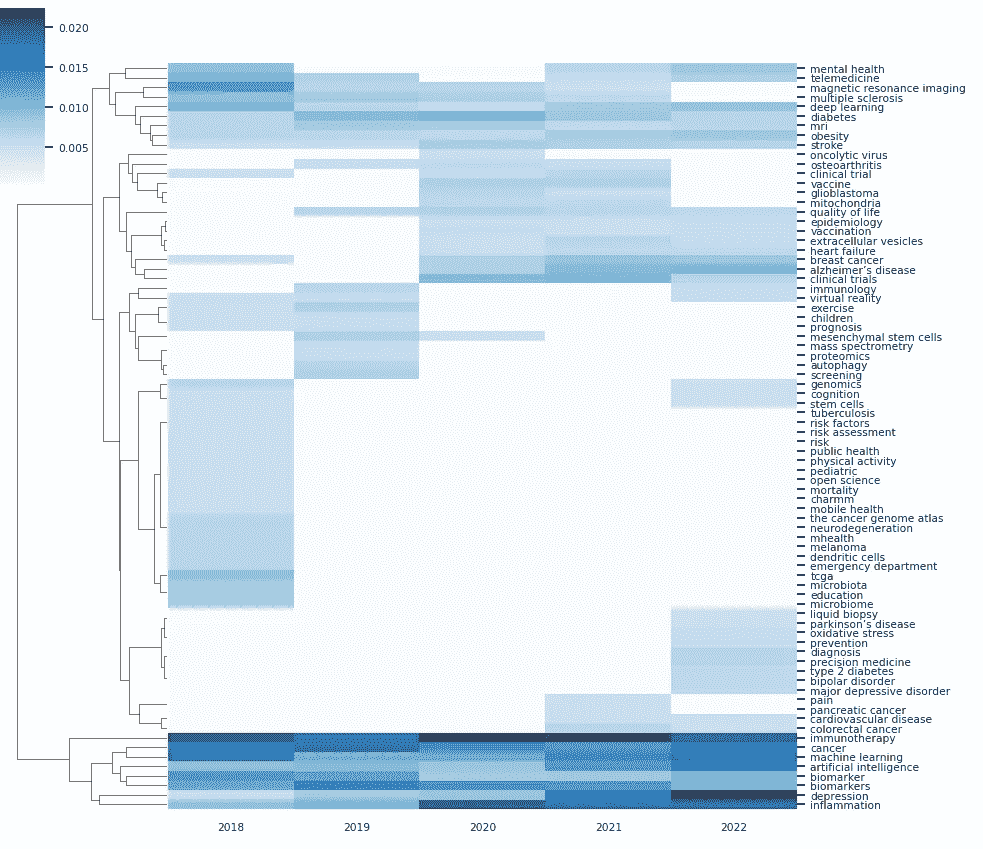 0.020
0.015
0.010
0.005
mental health
telemedicine
magnetic resonance imaging
multiple sclerosis
deep learning
diabetes
mri
obesity
stroke
oncolytic virus
osteoarthritis
clinical trial
vaccine
glioblastoma
mitochondria
quality of life
epidemiology
vaccination
extracellular vesicles
heart failure
breast cancer
alzheimer's disease
clinical trials
immunology
virtual reality
exercise
children
prognosis
mesenchymal stem cells
mass spectrometry
proteomics
autophagy
screening
genomics
cognition
stem cells
tuberculosis
risk factors
risk assessment
risk
public health
physical activity
pediatric
open science
mortality
charmm
mobile health
the cancer genome atlas
neurodegeneration
mhealth
melanoma
dendritic cells
emergency department
tcga
microbiota
education
microbiome
liquid biopsy
parkinson's disease
oxidative stress
prevention
diagnosis
precision medicine
type 2 diabetes
bipolar disorder
major depressive disorder
pain
pancreatic cancer
cardiovascular disease
colorectal cancer
immunotherapy
cancer
machine learning
artificial intelligence
biomarker
biomarkers
depression
inflammation
2018 2019 2020 2021 2022